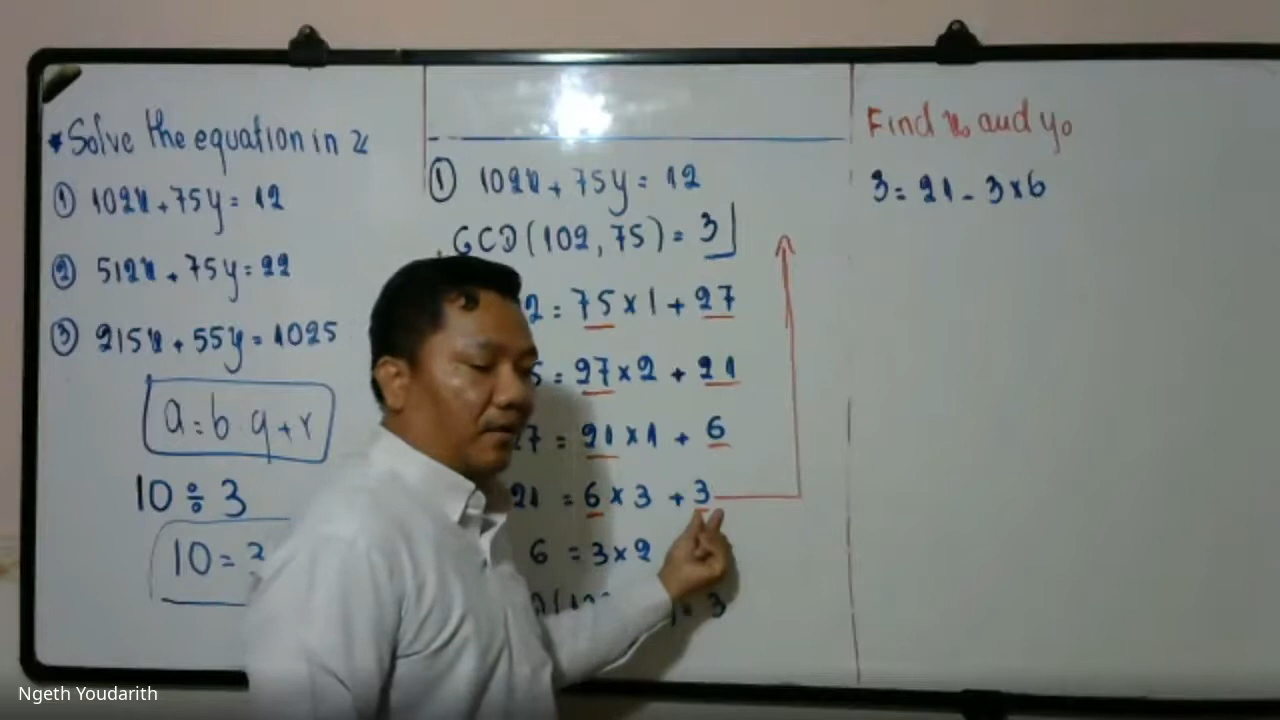 * Solve the equation in Z
① 102x + 75y = 12
② 512x + 75y = 22
③ 215x + 55y = 1025
a = b · q + r
10 ÷ 3
10 =
① 102x + 75y = 12
GCD(102, 75) = 3
2 = 75 x 1 + 27
5 = 27 x 2 + 21
27 = 21 x 1 + 6
21 = 6 x 3 + 3
6 = 3 x 2
= 3
Find x₀ and y₀
3 = 21 - 3 x 6
Ngeth Youdarith